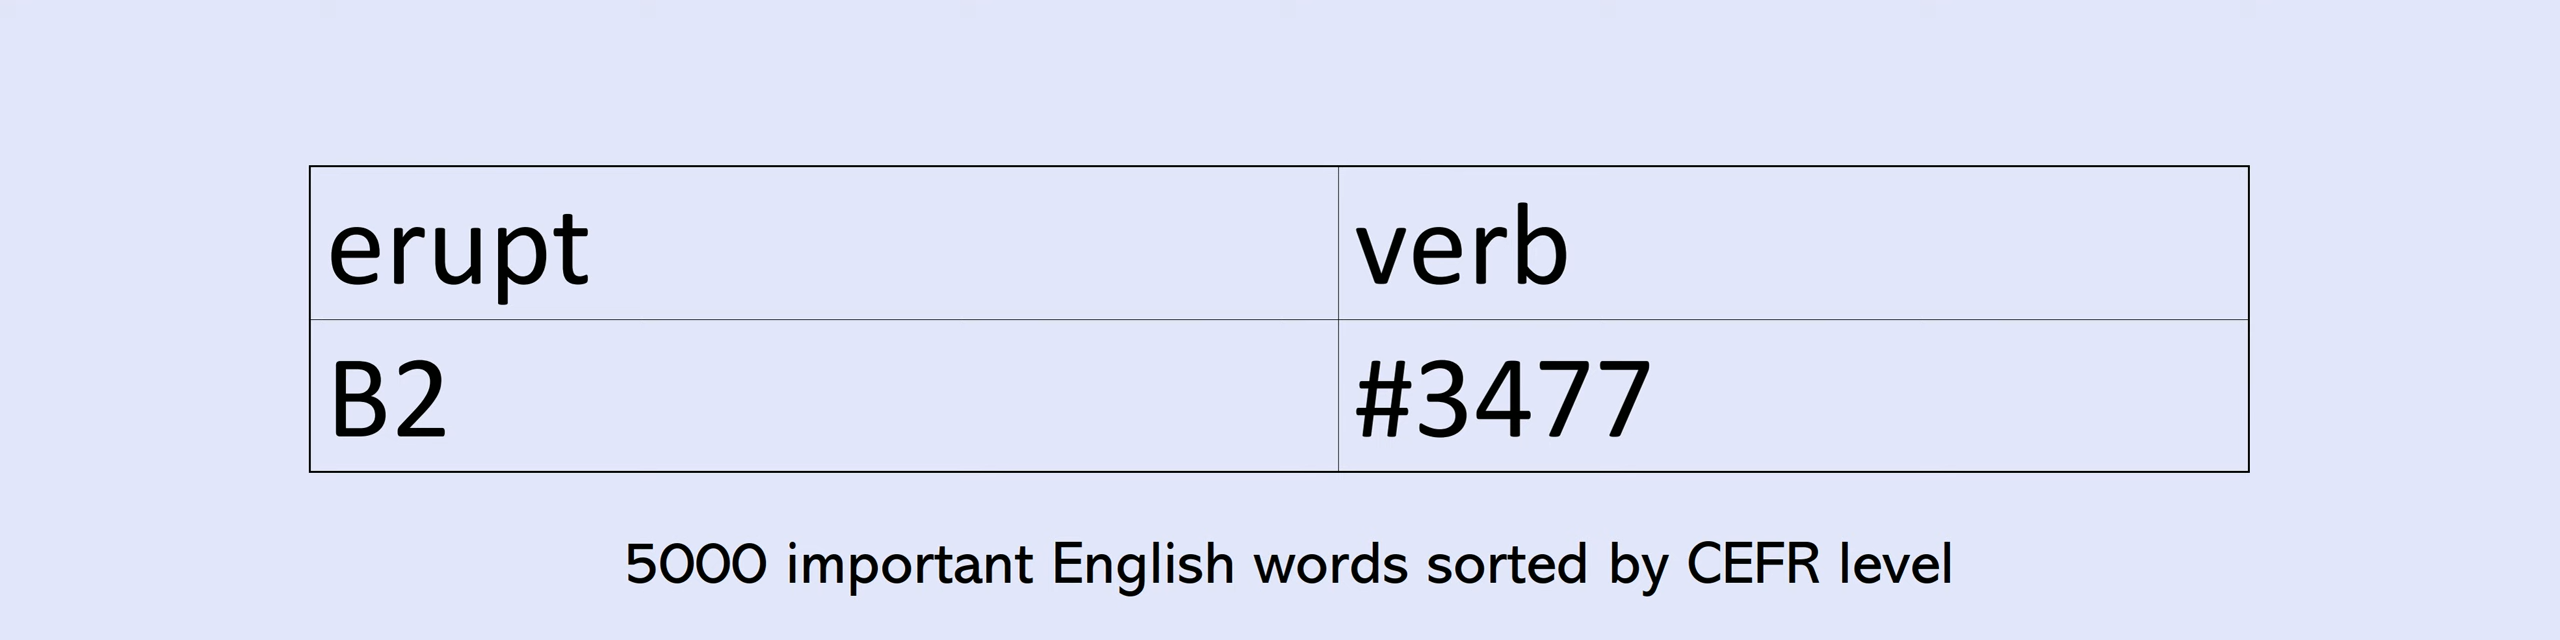 erupt verb
B2 #3477
5000 important English words sorted by CEFR level